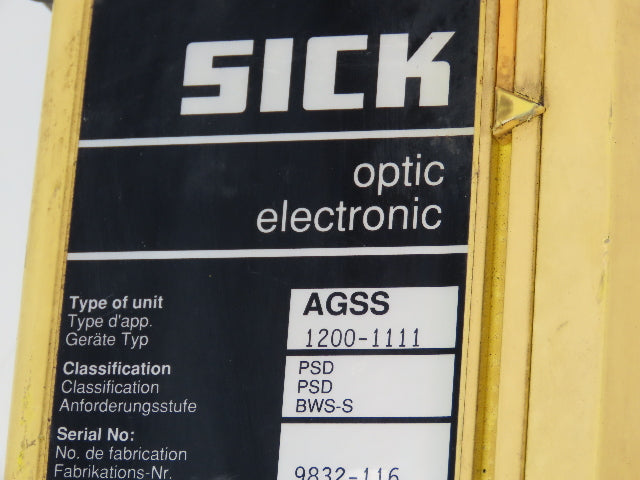 SICK
optic
electronic
Type of unit
Type d'app.
Geräte Typ
AGSS
1200-1111
Classification
Classification
Anforderungsstufe
PSD
PSD
BWS-S
Serial No:
No. de fabrication
Fabrikations-Nr.
9832-116